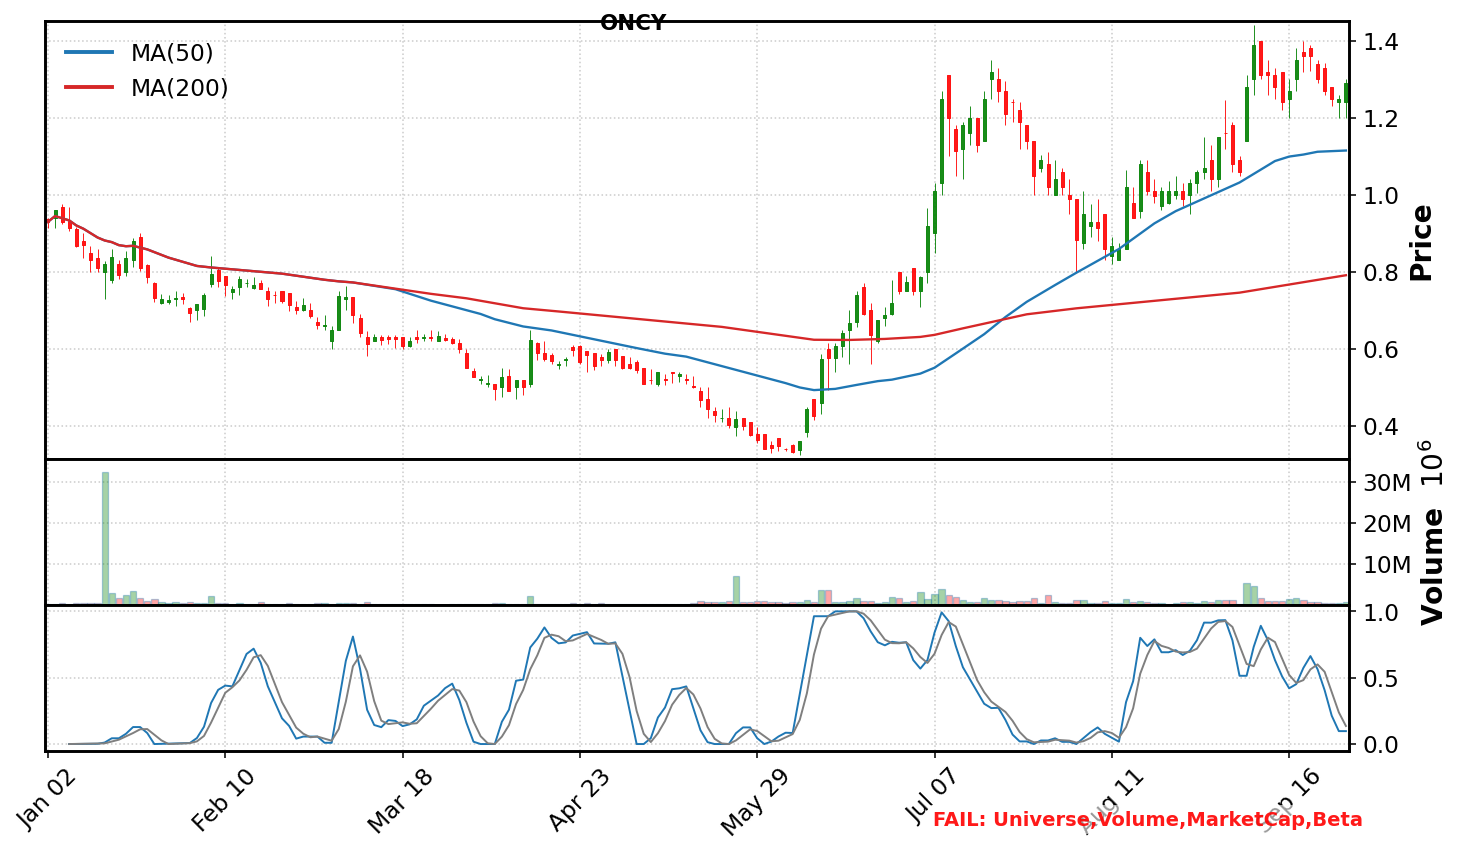 ONCY
MA(50)
MA(200)
1.4
1.2
1.0
0.8
0.6
0.4
Price
30M
20M
10M
Volume 10^6
1.0
0.5
0.0
Jan 02
Feb 10
Mar 18
Apr 23
May 29
Jul 07
Aug 11
Sep 16
FAIL: Universe,Volume,MarketCap,Beta